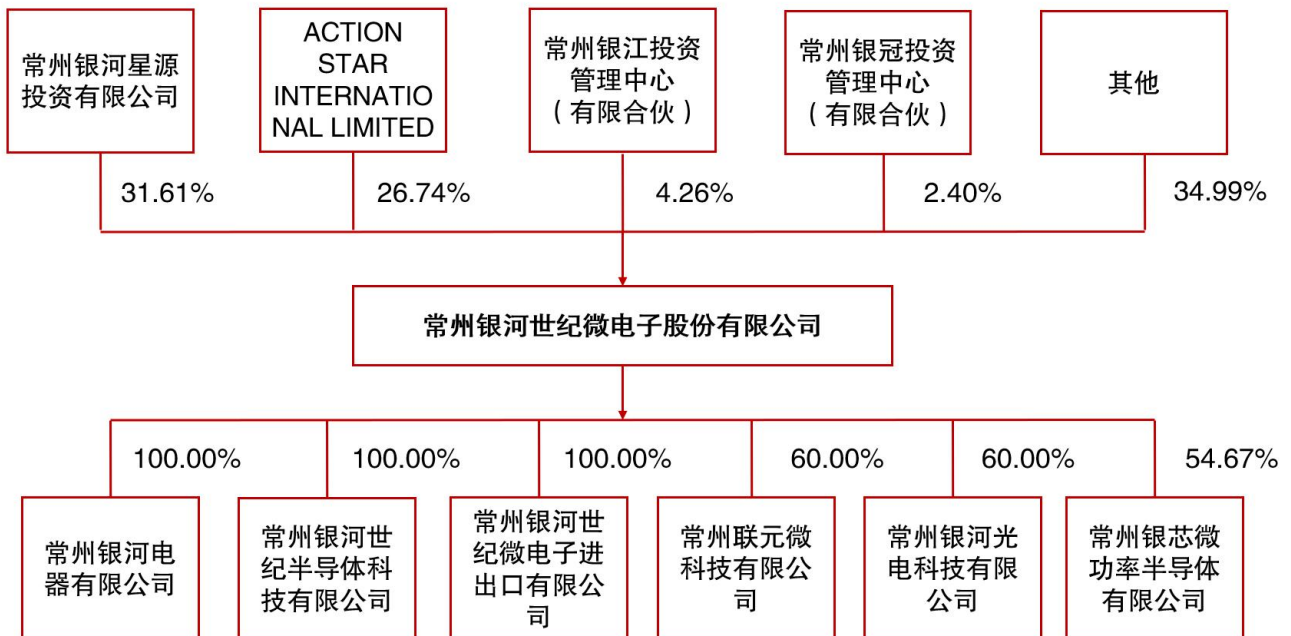 常州银河星源
投资有限公司
ACTION
STAR
INTERNATIO
NAL LIMITED
常州银江投资
管理中心
（有限合伙）
常州银冠投资
管理中心
（有限合伙）
其他
31.61%
26.74%
4.26%
2.40%
34.99%
常州银河世纪微电子股份有限公司
100.00%
100.00%
100.00%
60.00%
60.00%
54.67%
常州银河电
器有限公司
常州银河世
纪半导体科
技有限公司
常州银河世
纪微电子进
出口有限公
司
常州联元微
科技有限公
司
常州银河光
电科技有限
公司
常州银芯微
功率半导体
有限公司